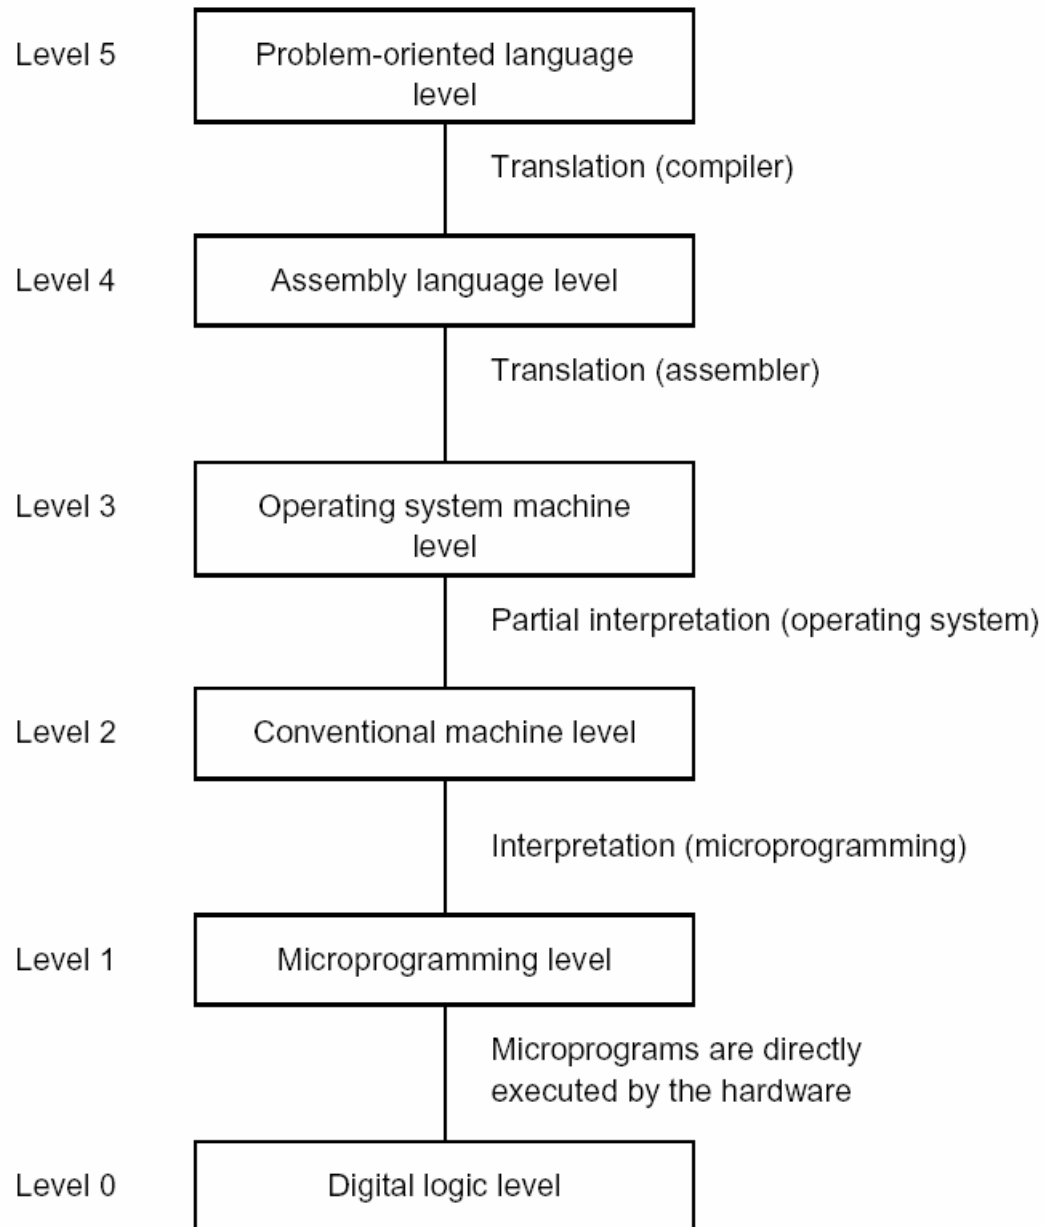 Level 5
Problem-oriented language
level
Translation (compiler)
Level 4
Assembly language level
Translation (assembler)
Level 3
Operating system machine
level
Partial interpretation (operating system)
Level 2
Conventional machine level
Interpretation (microprogramming)
Level 1
Microprogramming level
Microprograms are directly
executed by the hardware
Level 0
Digital logic level